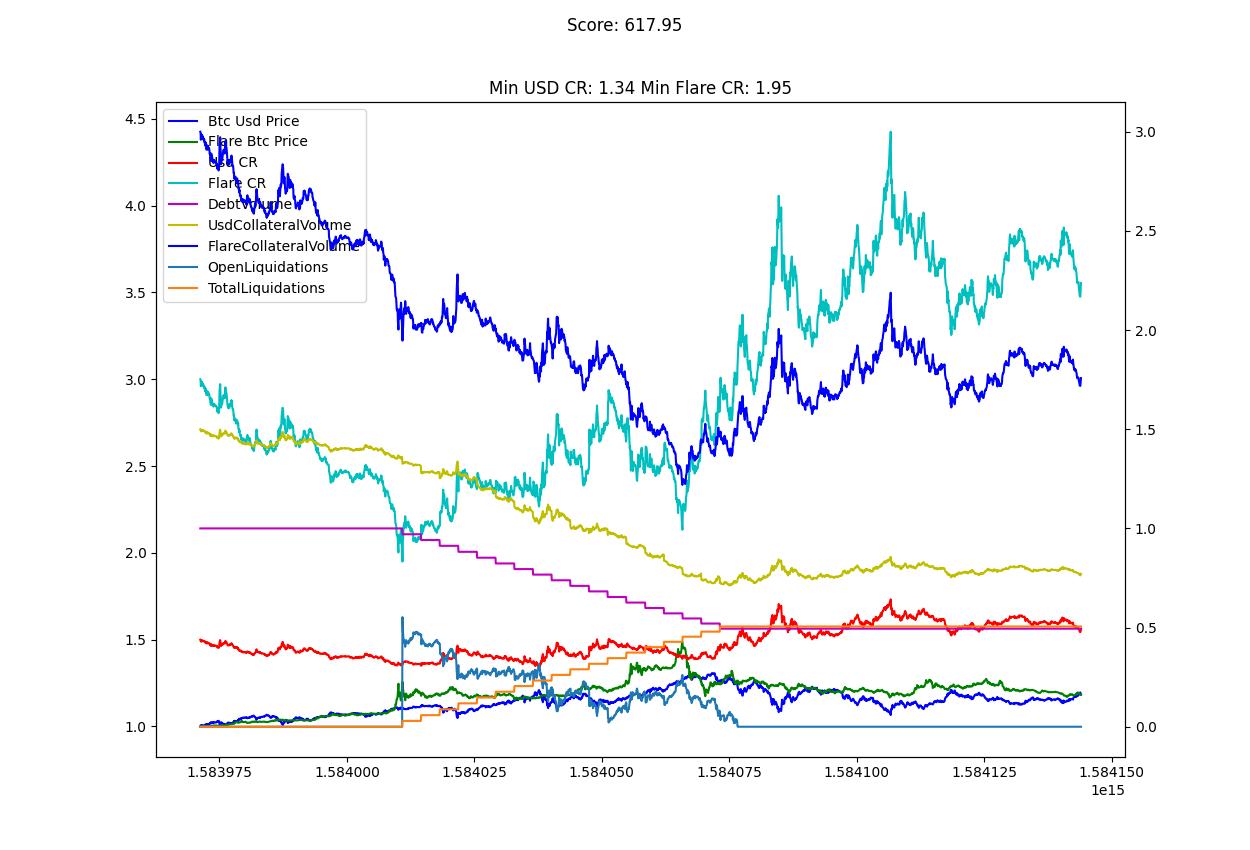 Score: 617.95
Min USD CR: 1.34 Min Flare CR: 1.95
Btc Usd Price
Flare Btc Price
Usd CR
Flare CR
DebtVolume
UsdCollateralVolume
FlareCollateralVolume
OpenLiquidations
TotalLiquidations
4.5
4.0
3.5
3.0
2.5
2.0
1.5
1.0
3.0
2.5
2.0
1.5
1.0
0.5
0.0
1.583975
1.584000
1.584025
1.584050
1.584075
1.584100
1.584125
1.584150
1e15